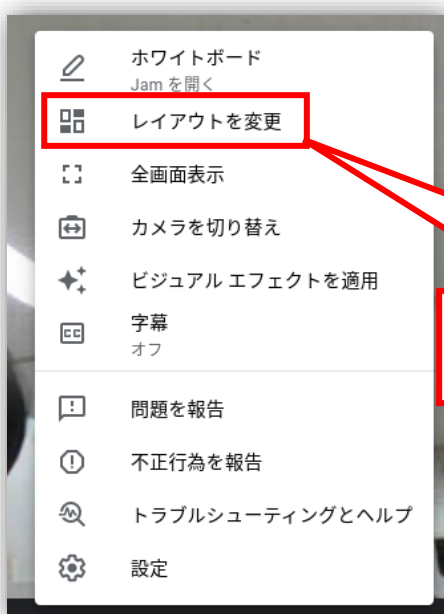 ホワイトボード
Jam を開く
レイアウトを変更
全画面表示
カメラを切り替え
ビジュアル エフェクトを適用
字幕
オフ
問題を報告
不正行為を報告
トラブルシューティングとヘルプ
設定